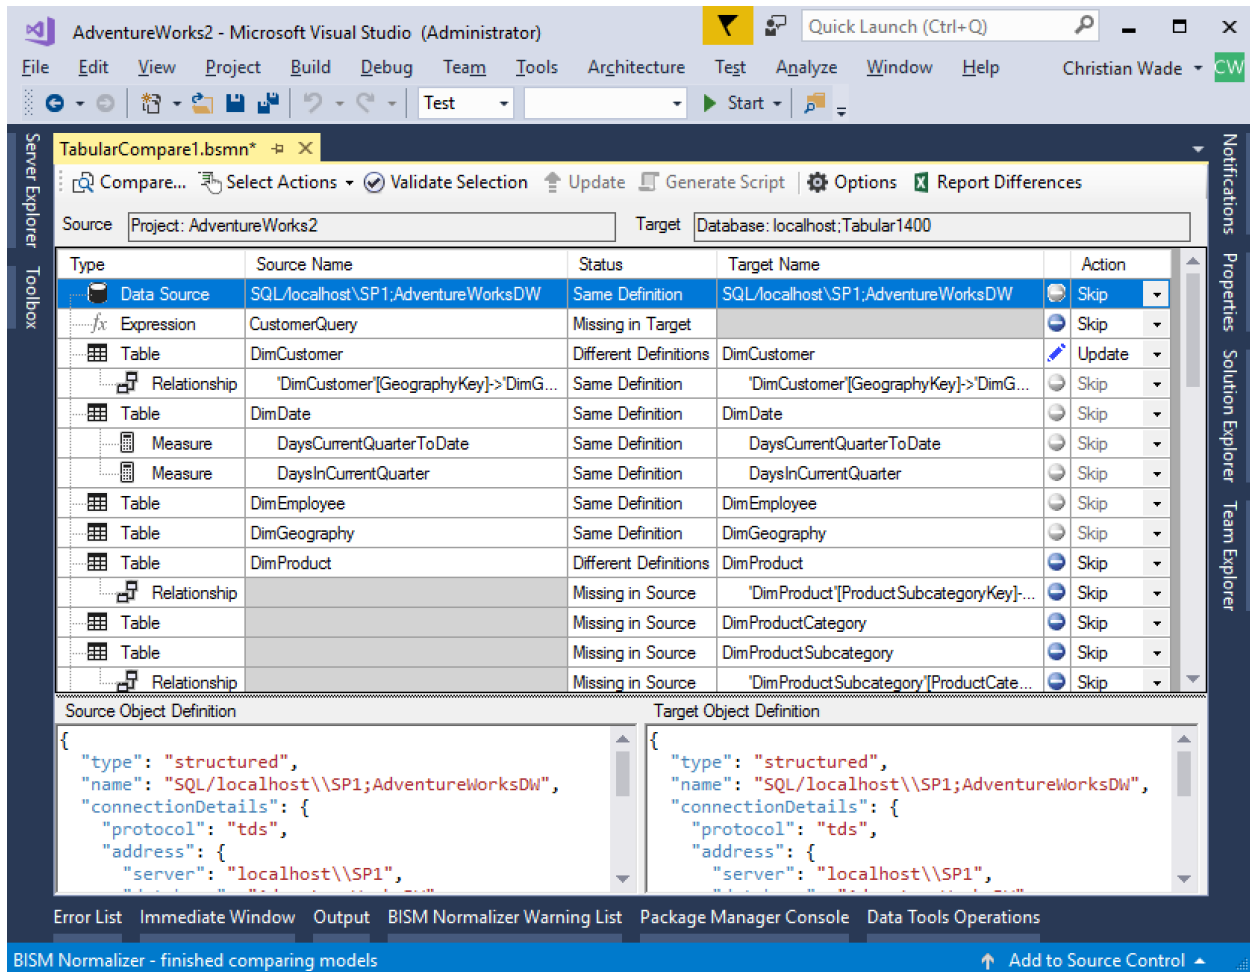 AdventureWorks2 - Microsoft Visual Studio (Administrator) Quick Launch (Ctrl+Q)
File Edit View Project Build Debug Team Tools Architecture Test Analyze Window Help Christian Wade CW
Test Start
Server Explorer
Toolbox
TabularCompare1.bsmn*
Compare... Select Actions Validate Selection Update Generate Script Options Report Differences
Source Project: AdventureWorks2 Target Database: localhost;Tabular1400
Type Source Name Status Target Name Action
Data Source SQL/localhost\SP1;AdventureWorksDW Same Definition SQL/localhost\SP1;AdventureWorksDW Skip
fx Expression CustomerQuery Missing in Target Skip
Table DimCustomer Different Definitions DimCustomer Update
Relationship 'DimCustomer'[GeographyKey]->'DimG... Same Definition 'DimCustomer'[GeographyKey]->'DimG... Skip
Table DimDate Same Definition DimDate Skip
Measure DaysCurrentQuarterToDate Same Definition DaysCurrentQuarterToDate Skip
Measure DaysInCurrentQuarter Same Definition DaysInCurrentQuarter Skip
Table DimEmployee Same Definition DimEmployee Skip
Table DimGeography Same Definition DimGeography Skip
Table DimProduct Different Definitions DimProduct Skip
Relationship Missing in Source 'DimProduct'[ProductSubcategoryKey]-... Skip
Table Missing in Source DimProductCategory Skip
Table Missing in Source DimProductSubcategory Skip
Relationship Missing in Source 'DimProductSubcategory'[ProductCate... Skip
Source Object Definition
{
"type": "structured",
"name": "SQL/localhost\\SP1;AdventureWorksDW",
"connectionDetails": {
"protocol": "tds",
"address": {
"server": "localhost\\SP1",
Target Object Definition
{
"type": "structured",
"name": "SQL/localhost\\SP1;AdventureWorksDW",
"connectionDetails": {
"protocol": "tds",
"address": {
"server": "localhost\\SP1",
Notifications
Properties
Solution Explorer
Team Explorer
Error List Immediate Window Output BISM Normalizer Warning List Package Manager Console Data Tools Operations
BISM Normalizer - finished comparing models Add to Source Control